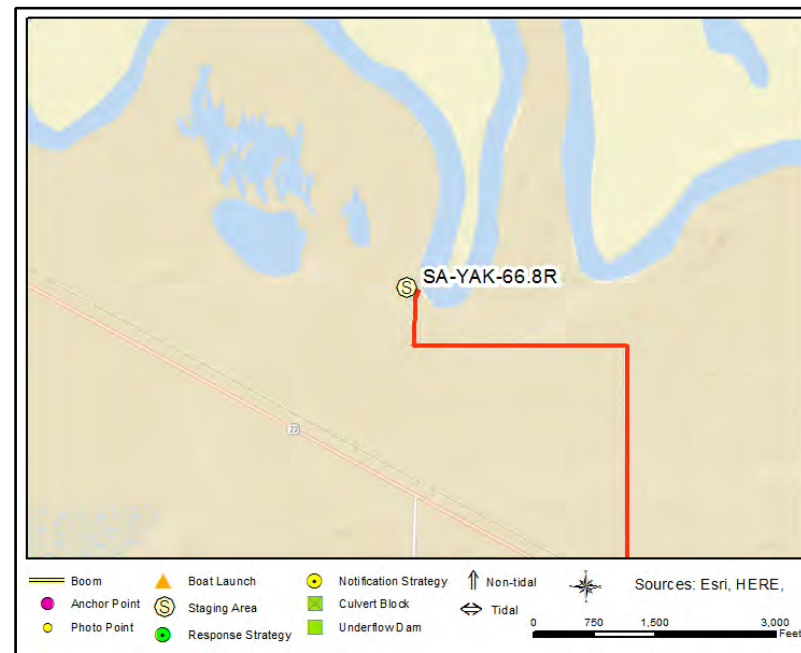 S SA-YAK-66.8R
22
Boom
Anchor Point
Photo Point
Boat Launch
S Staging Area
Response Strategy
Notification Strategy
Culvert Block
Underflow Dam
Non-tidal
Tidal
Sources: Esri, HERE,
0 750 1,500 3,000
Feet